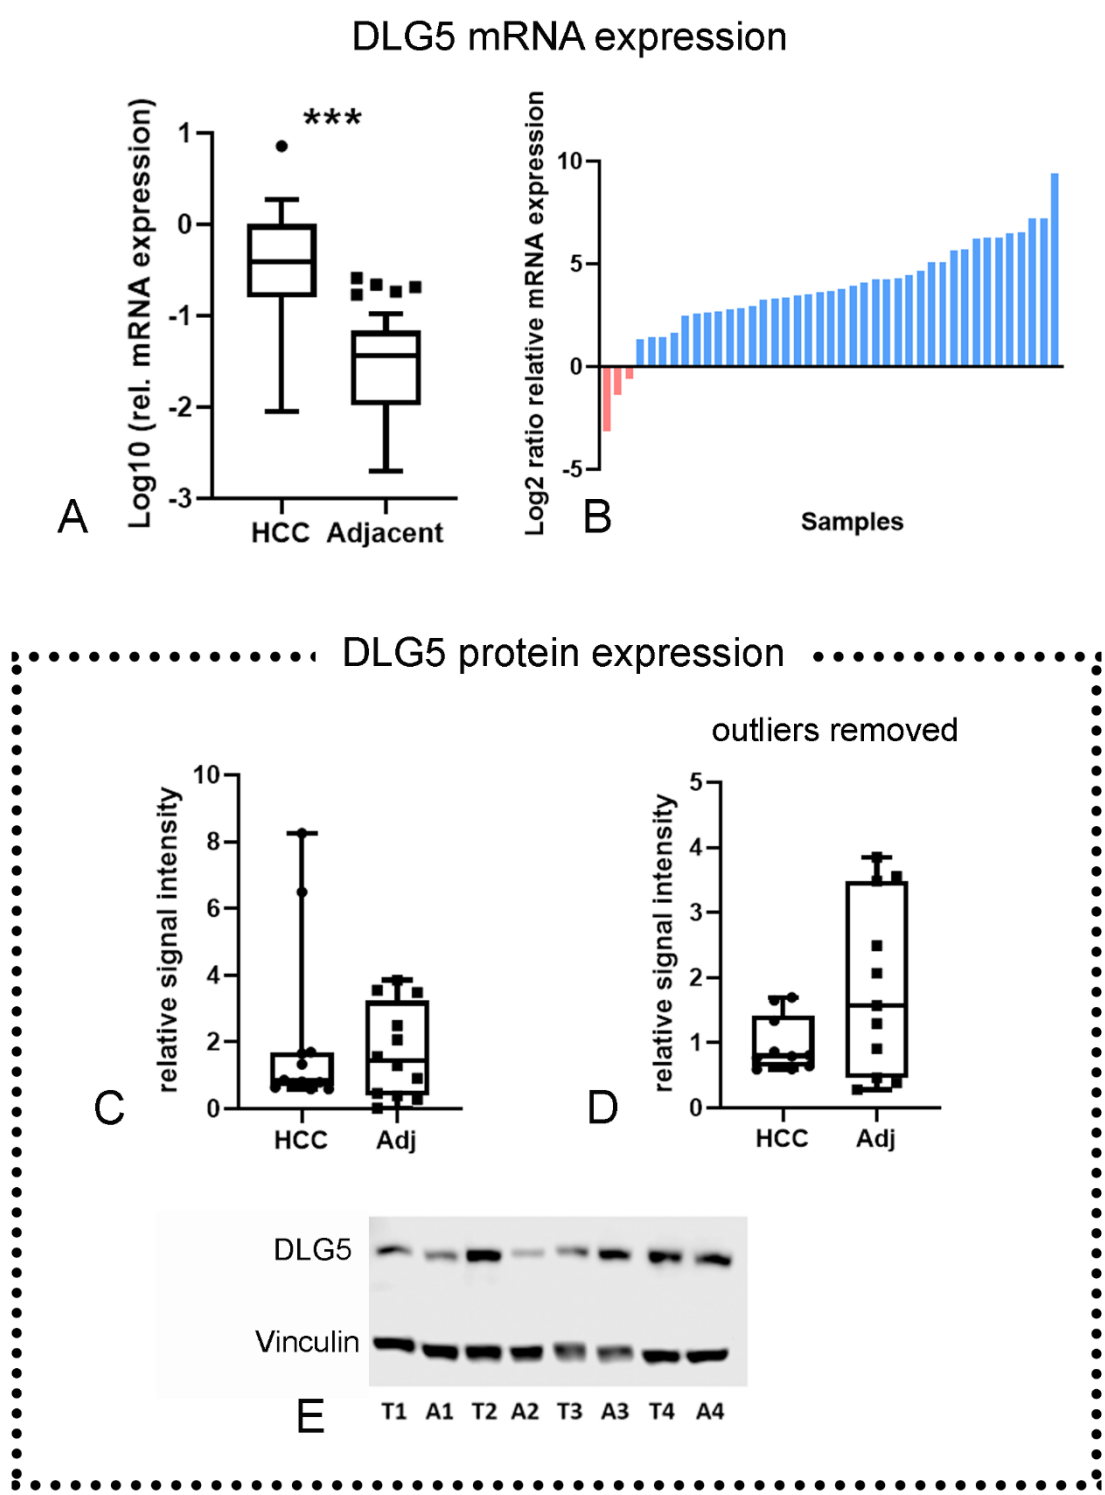 DLG5 mRNA expression
***
Log10 (rel. mRNA expression)
1
0
-1
-2
-3
HCC Adjacent
A
Log2 ratio relative mRNA expression
10
5
0
-5
Samples
B
DLG5 protein expression
relative signal intensity
10
8
6
4
2
0
HCC Adj
C
outliers removed
relative signal intensity
5
4
3
2
1
0
HCC Adj
D
DLG5
Vinculin
T1 A1 T2 A2 T3 A3 T4 A4
E